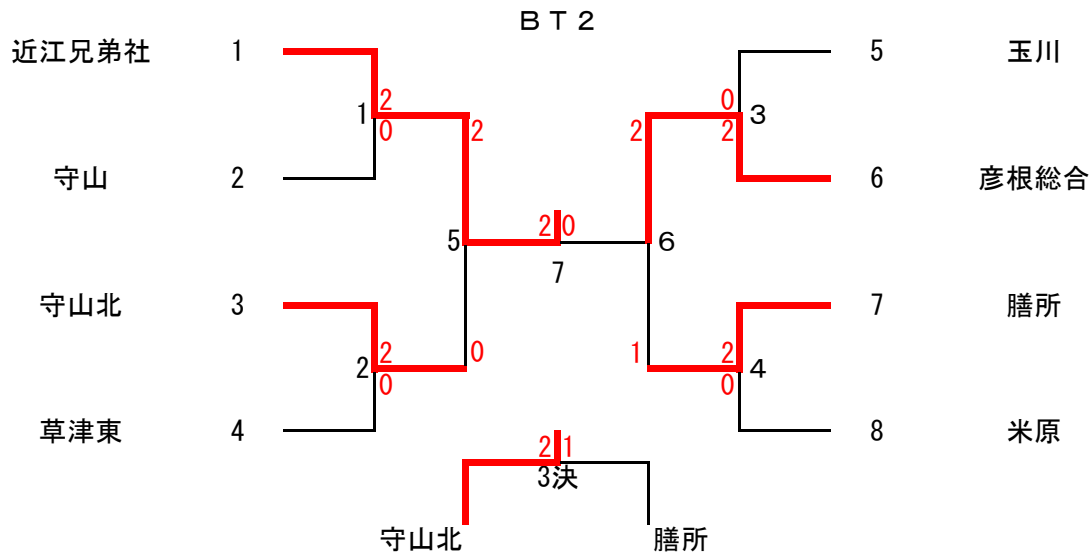 BT2
近江兄弟社 1 5 玉川
2 0
1 0 2 2 2 3
守山 2 6 彦根総合
5 2 0 6
7
守山北 3 7 膳所
2 2 0 1 2 4
0 0
草津東 4 8 米原
2 1
3決
守山北 膳所